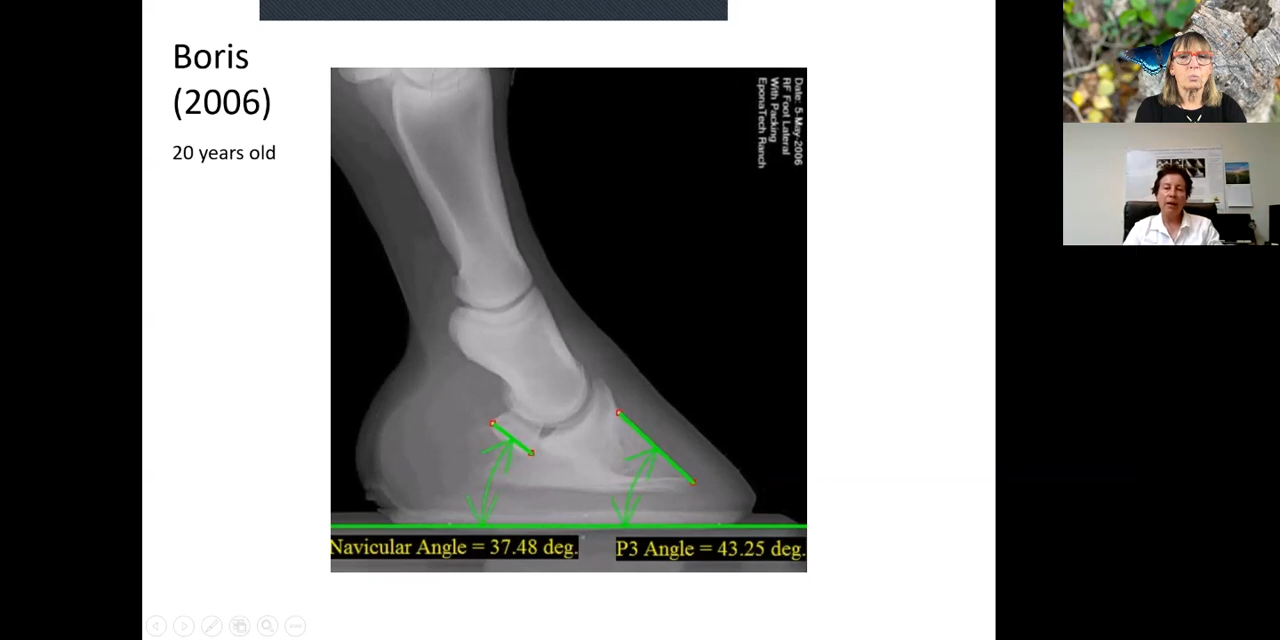 Boris
(2006)
20 years old
Date: 5-May-2006
RF Foot Lateral
With Packing
EponaTech Ranch
Navicular Angle = 37.48 deg.
P3 Angle = 43.25 deg.